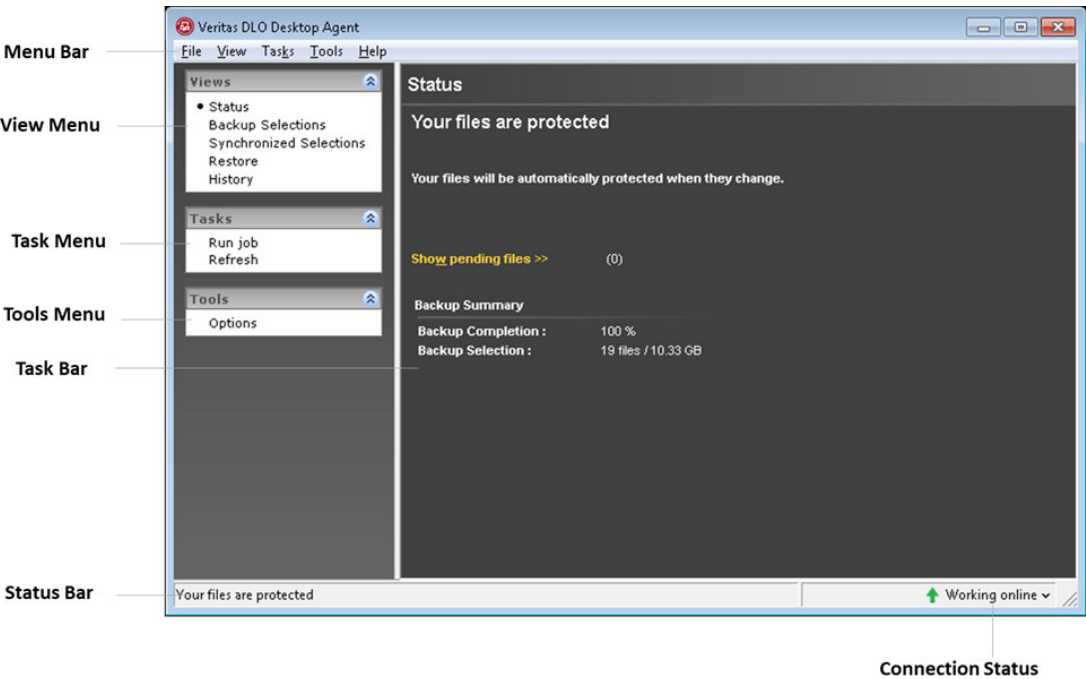 Veritas DLO Desktop Agent
Menu Bar
File View Tasks Tools Help
Views
Status
View Menu
Backup Selections
Synchronized Selections
Restore
History
Tasks
Task Menu
Run job
Refresh
Tools
Tools Menu
Options
Task Bar
Status
Your files are protected
Your files will be automatically protected when they change.
Show pending files >> (0)
Backup Summary
Backup Completion : 100 %
Backup Selection : 19 files / 10.33 GB
Status Bar
Your files are protected
Working online
Connection Status